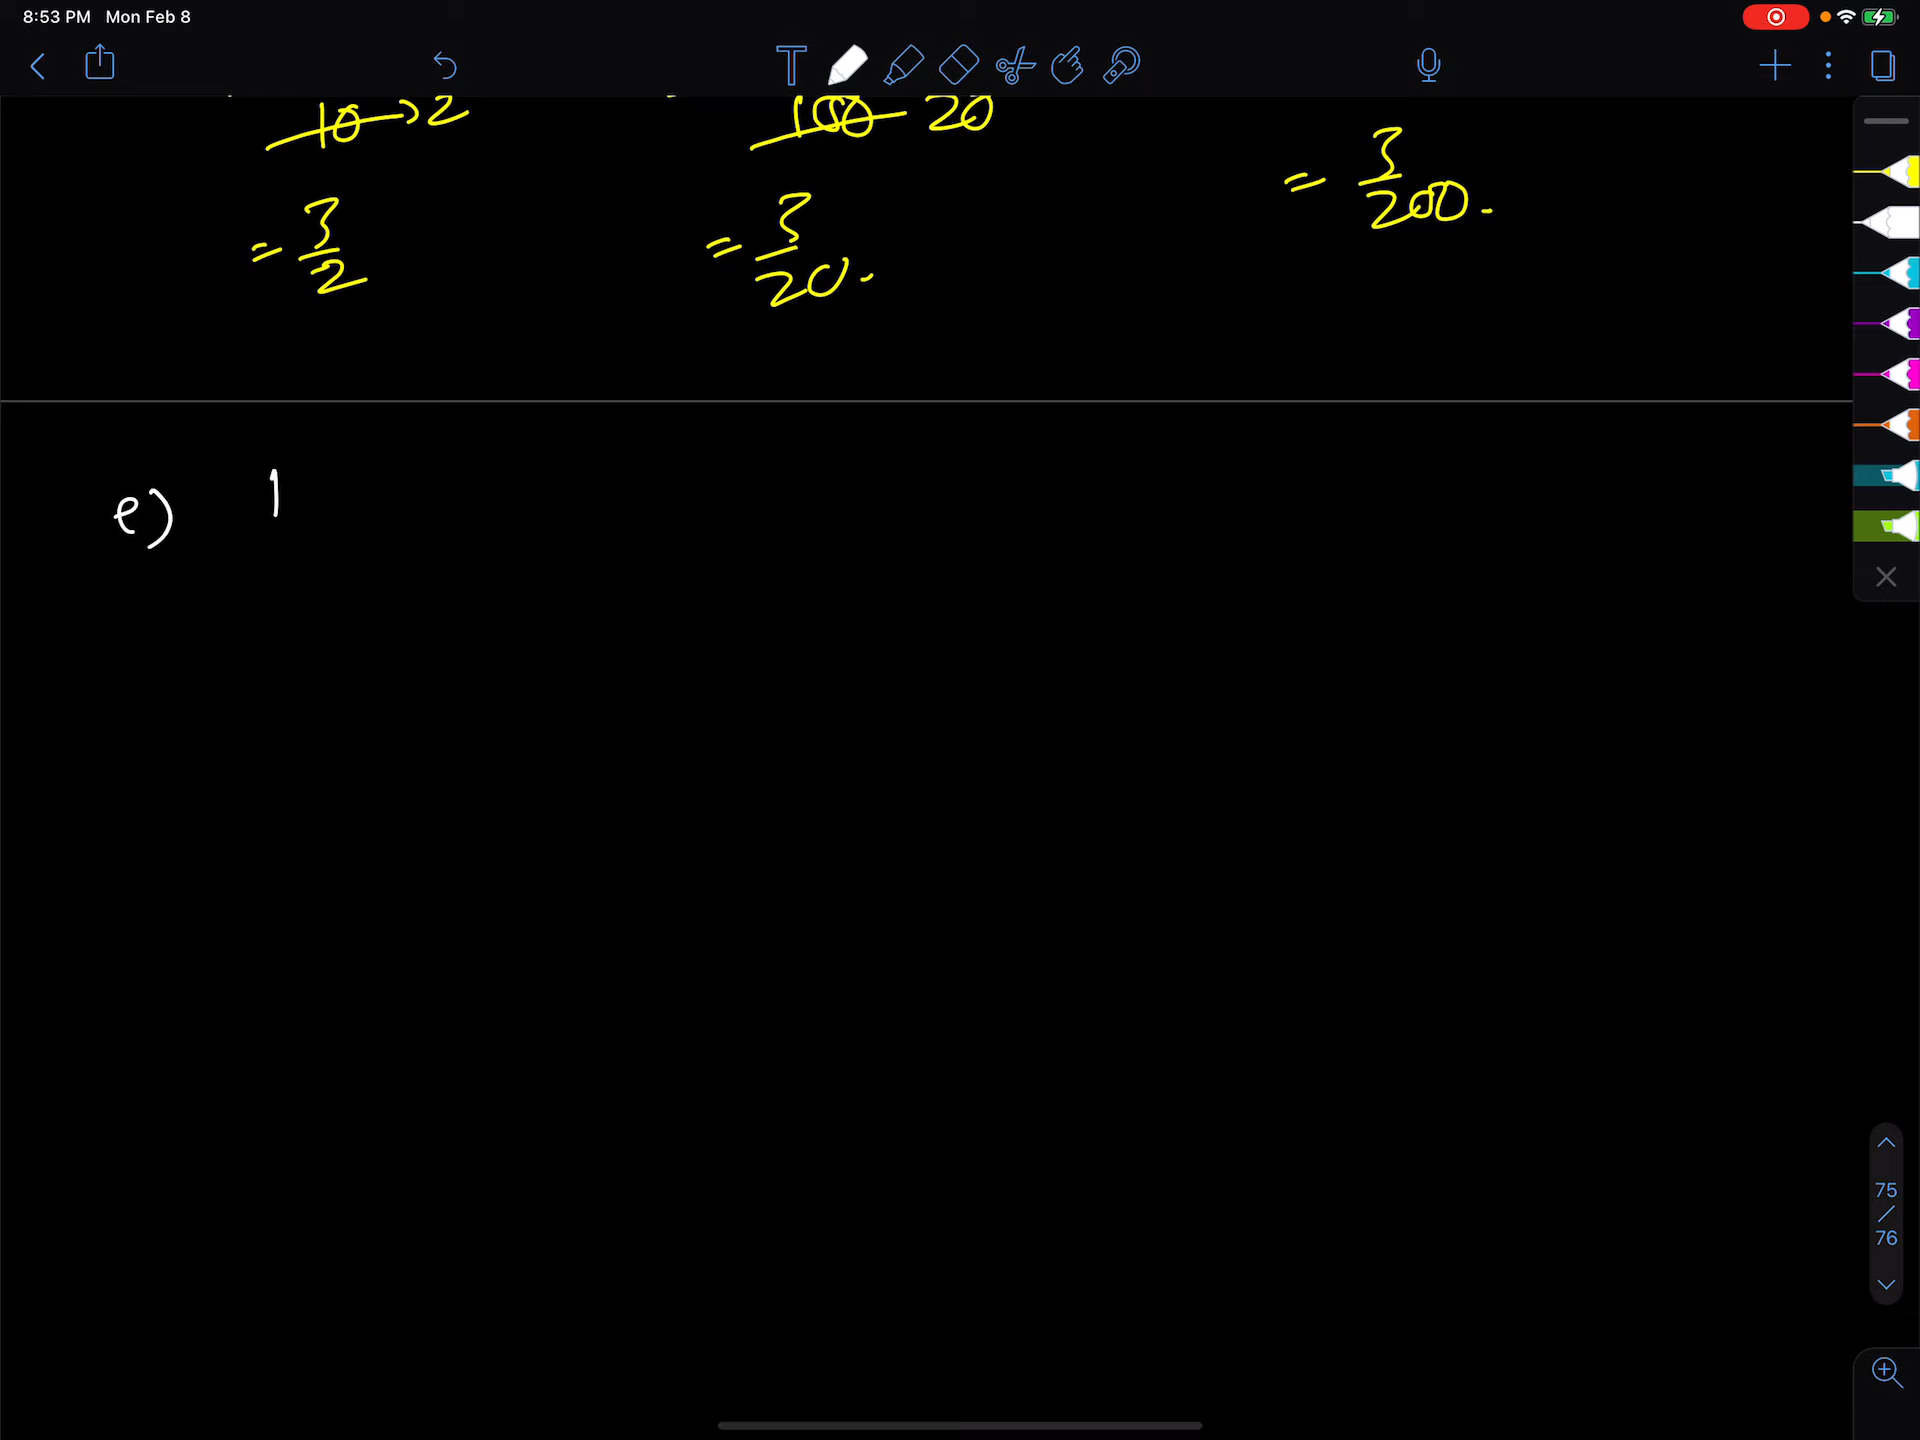 8:53 PM Mon Feb 8
T
10 → 2
100 - 20
= 3/2
= 3/20.
= 3/200.
e) 1
75
/
76